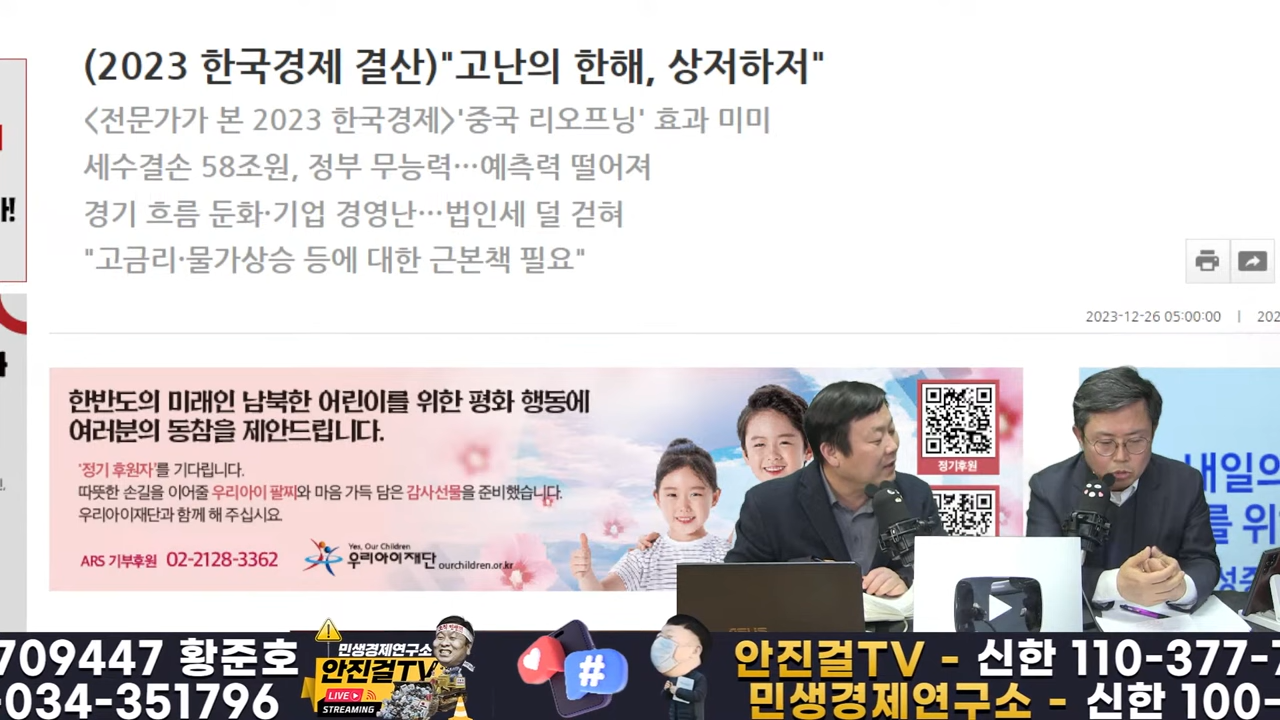 (2023 한국경제 결산)"고난의 한해, 상저하저"
<전문가가 본 2023 한국경제>'중국 리오프닝' 효과 미미
세수결손 58조원, 정부 무능력…예측력 떨어져
경기 흐름 둔화·기업 경영난…법인세 덜 걷혀
"고금리·물가상승 등에 대한 근본책 필요"
2023-12-26 05:00:00 | 202
한반도의 미래인 남북한 어린이를 위한 평화 행동에
여러분의 동참을 제안드립니다.
'정기 후원자'를 기다립니다.
따뜻한 손길을 이어줄 우리아이 팔찌와 마음 가득 담은 감사선물을 준비했습니다.
우리아이재단과 함께 해 주십시요
ARS 기부후원 02-2128-3362
Yes, Our Children
우리아이재단 ourchildren.or.kr
정기후원
내일의
를 위
성
709447 황준호
-034-351796
민생경제연구소
안진걸TV
LIVE
STREAMING
#
안진걸TV - 신한 110-377-7
민생경제연구소 - 신한 100-